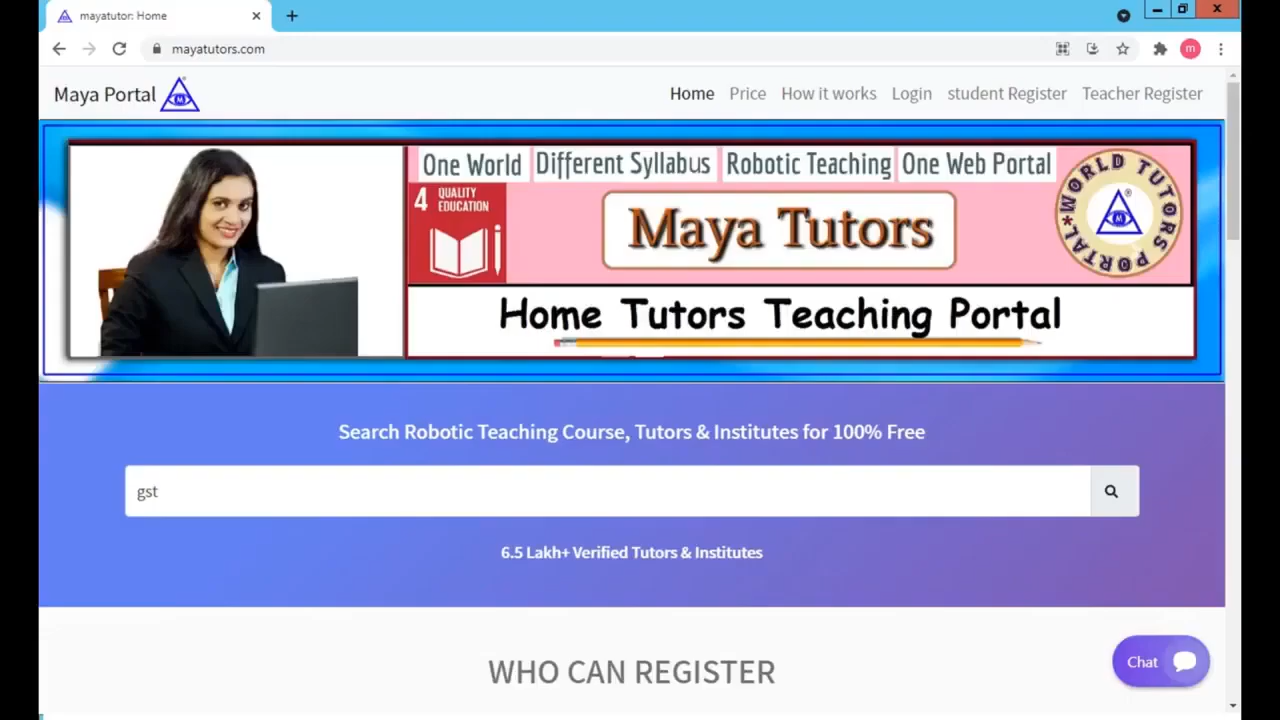 mayatutor: Home
mayatutors.com
m
Maya Portal
M
Home Price How it works Login student Register Teacher Register
One World Different Syllabus Robotic Teaching One Web Portal
4 QUALITY
EDUCATION
Maya Tutors
WORLD TUTORS PORTAL*
M
Home Tutors Teaching Portal
Search Robotic Teaching Course, Tutors & Institutes for 100% Free
gst
6.5 Lakh+ Verified Tutors & Institutes
WHO CAN REGISTER
Chat